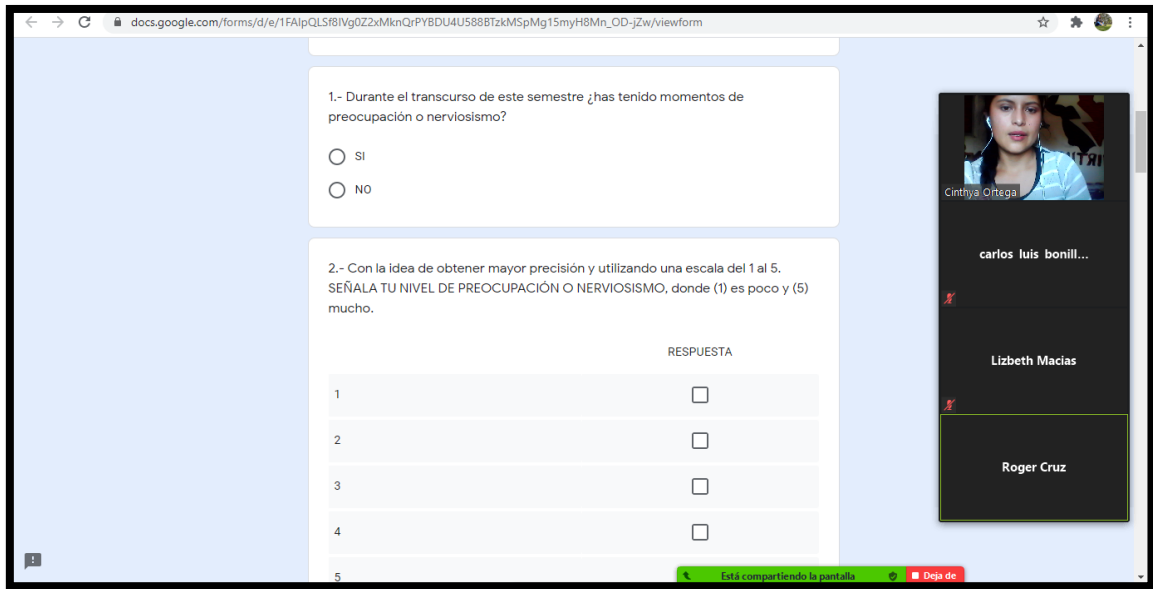 docs.google.com/forms/d/e/1FAIpQLSf8IVg0Z2xMknQrPYBDU4U588BTzkMSpMg15myH8Mn_OD-jZw/viewform
1.- Durante el transcurso de este semestre ¿has tenido momentos de
preocupación o nerviosismo?
SI
NO
2.- Con la idea de obtener mayor precisión y utilizando una escala del 1 al 5.
SEÑALA TU NIVEL DE PREOCUPACIÓN O NERVIOSISMO, donde (1) es poco y (5)
mucho.
RESPUESTA
1
2
3
4
5
Cinthya Ortega
carlos luis bonill...
Lizbeth Macias
Roger Cruz
Está compartiendo la pantalla
Deja de